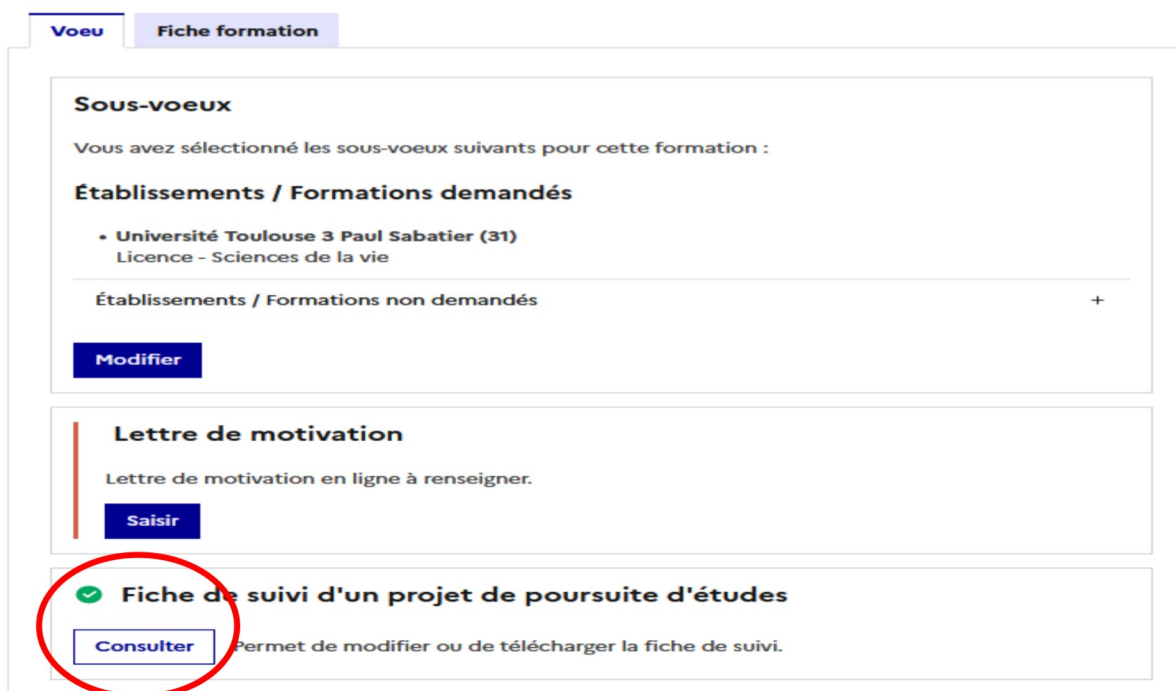 Voeu Fiche formation
Sous-voeux
Vous avez sélectionné les sous-voeux suivants pour cette formation :
Établissements / Formations demandés
• Université Toulouse 3 Paul Sabatier (31)
Licence - Sciences de la vie
Établissements / Formations non demandés +
Modifier
Lettre de motivation
Lettre de motivation en ligne à renseigner.
Saisir
Fiche de suivi d'un projet de poursuite d'études
Consulter Permet de modifier ou de télécharger la fiche de suivi.